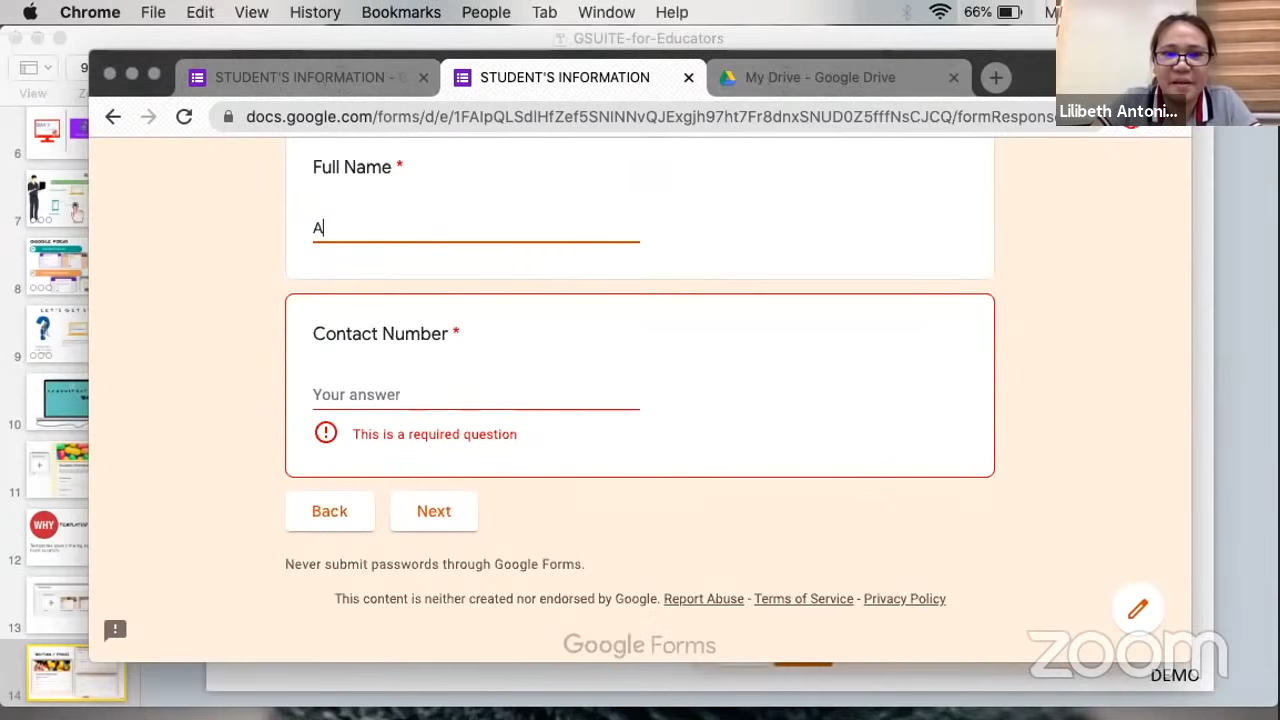 Chrome File Edit View History Bookmarks People Tab Window Help 66%
GSUITE-for-Educators
View
STUDENT'S INFORMATION -
STUDENT'S INFORMATION
My Drive - Google Drive
Lilibeth Antoni...
docs.google.com/forms/d/e/1FAIpQLSdlHfZef5SNINNvQJExgjh97ht7Fr8dnxSNUD0Z5fffNsCJCQ/formRespons
Full Name *
A
Contact Number *
Your answer
This is a required question
Back
Next
Never submit passwords through Google Forms.
This content is neither created nor endorsed by Google. Report Abuse - Terms of Service - Privacy Policy
Google Forms
6
7
8
GOOGLE FORMS
9
10
11
12
WHY
13
14
zoom
DEMO